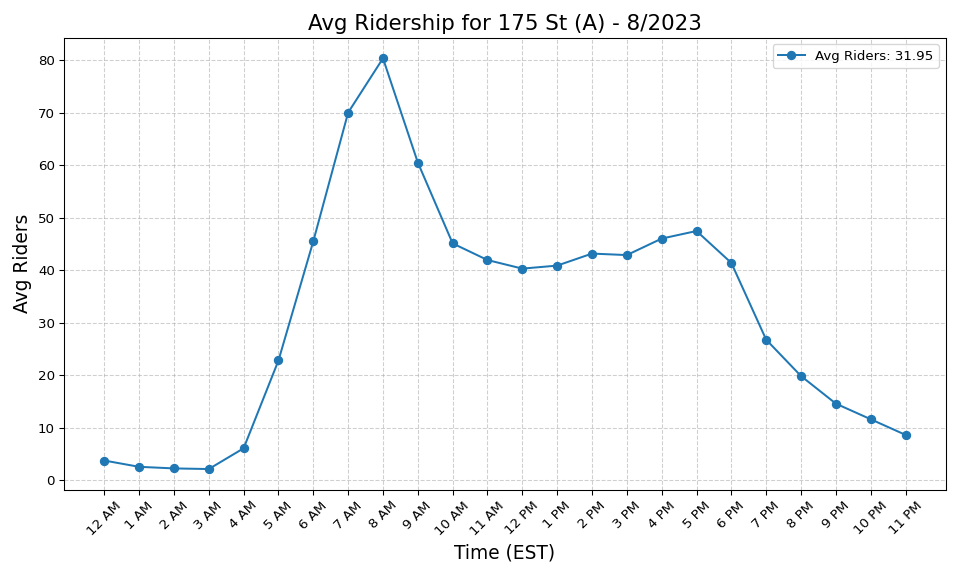 Avg Ridership for 175 St (A) - 8/2023
Avg Riders: 31.95
Avg Riders
80
70
60
50
40
30
20
10
0
12 AM
1 AM
2 AM
3 AM
4 AM
5 AM
6 AM
7 AM
8 AM
9 AM
10 AM
11 AM
12 PM
1 PM
2 PM
3 PM
4 PM
5 PM
6 PM
7 PM
8 PM
9 PM
10 PM
11 PM
Time (EST)